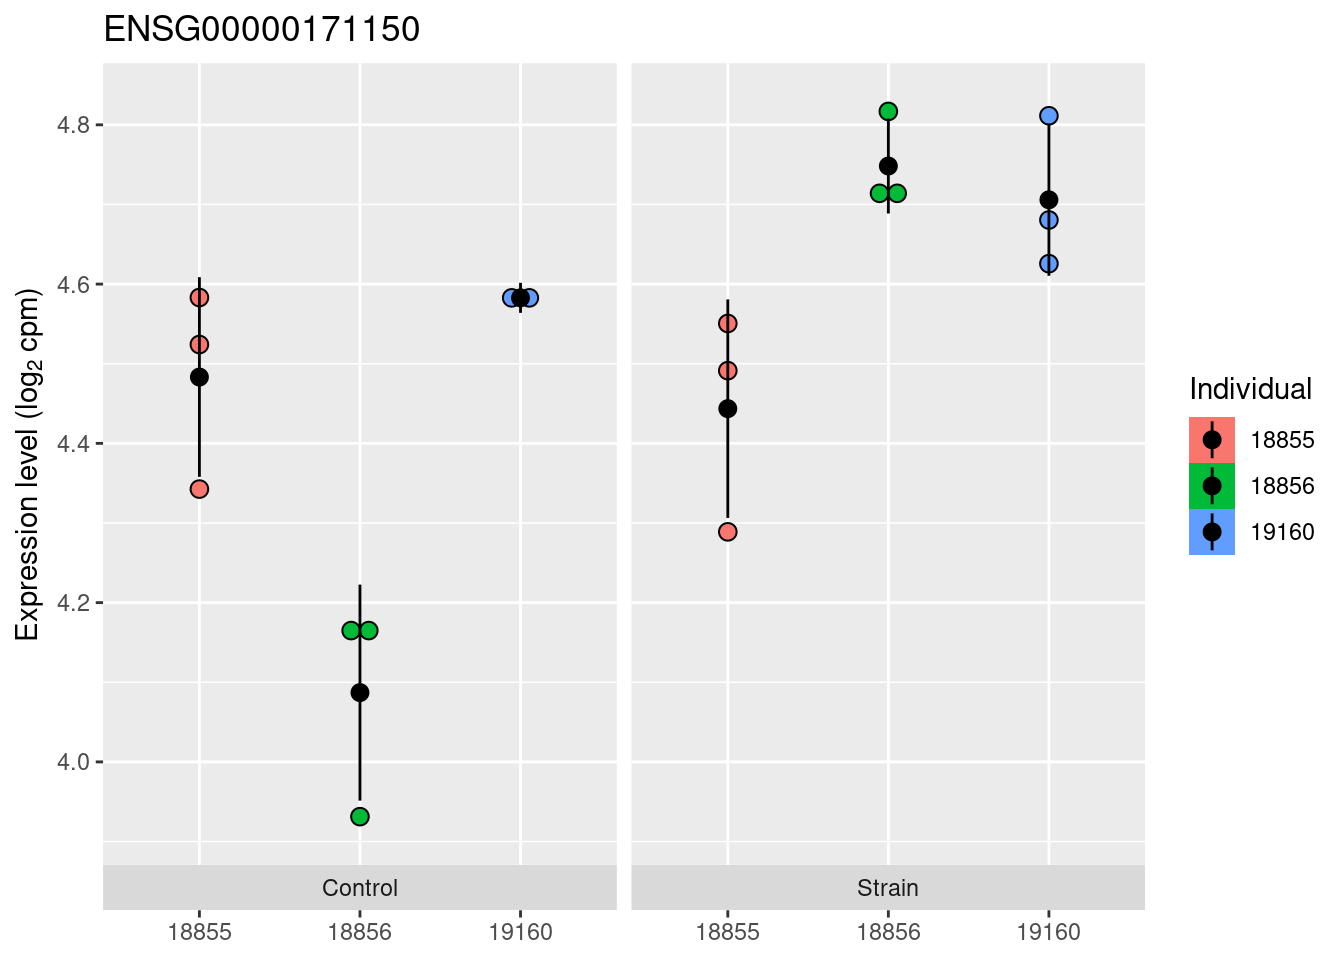 ENSG00000171150
Expression level (log₂ cpm)
4.8
4.6
4.4
4.2
4.0
Control
Strain
18855
18856
19160
18855
18856
19160
Individual
18855
18856
19160